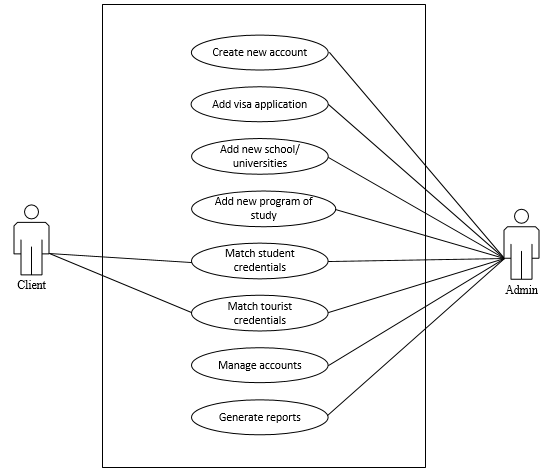 Create new account
Add visa application
Add new school/
universities
Add new program of
study
Match student
credentials
Match tourist
credentials
Manage accounts
Generate reports
Client
Admin